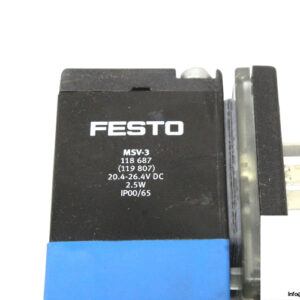 FESTO
MSV-3
118 687
(119 807)
20.4-26.4V DC
2.5W
IP00/65